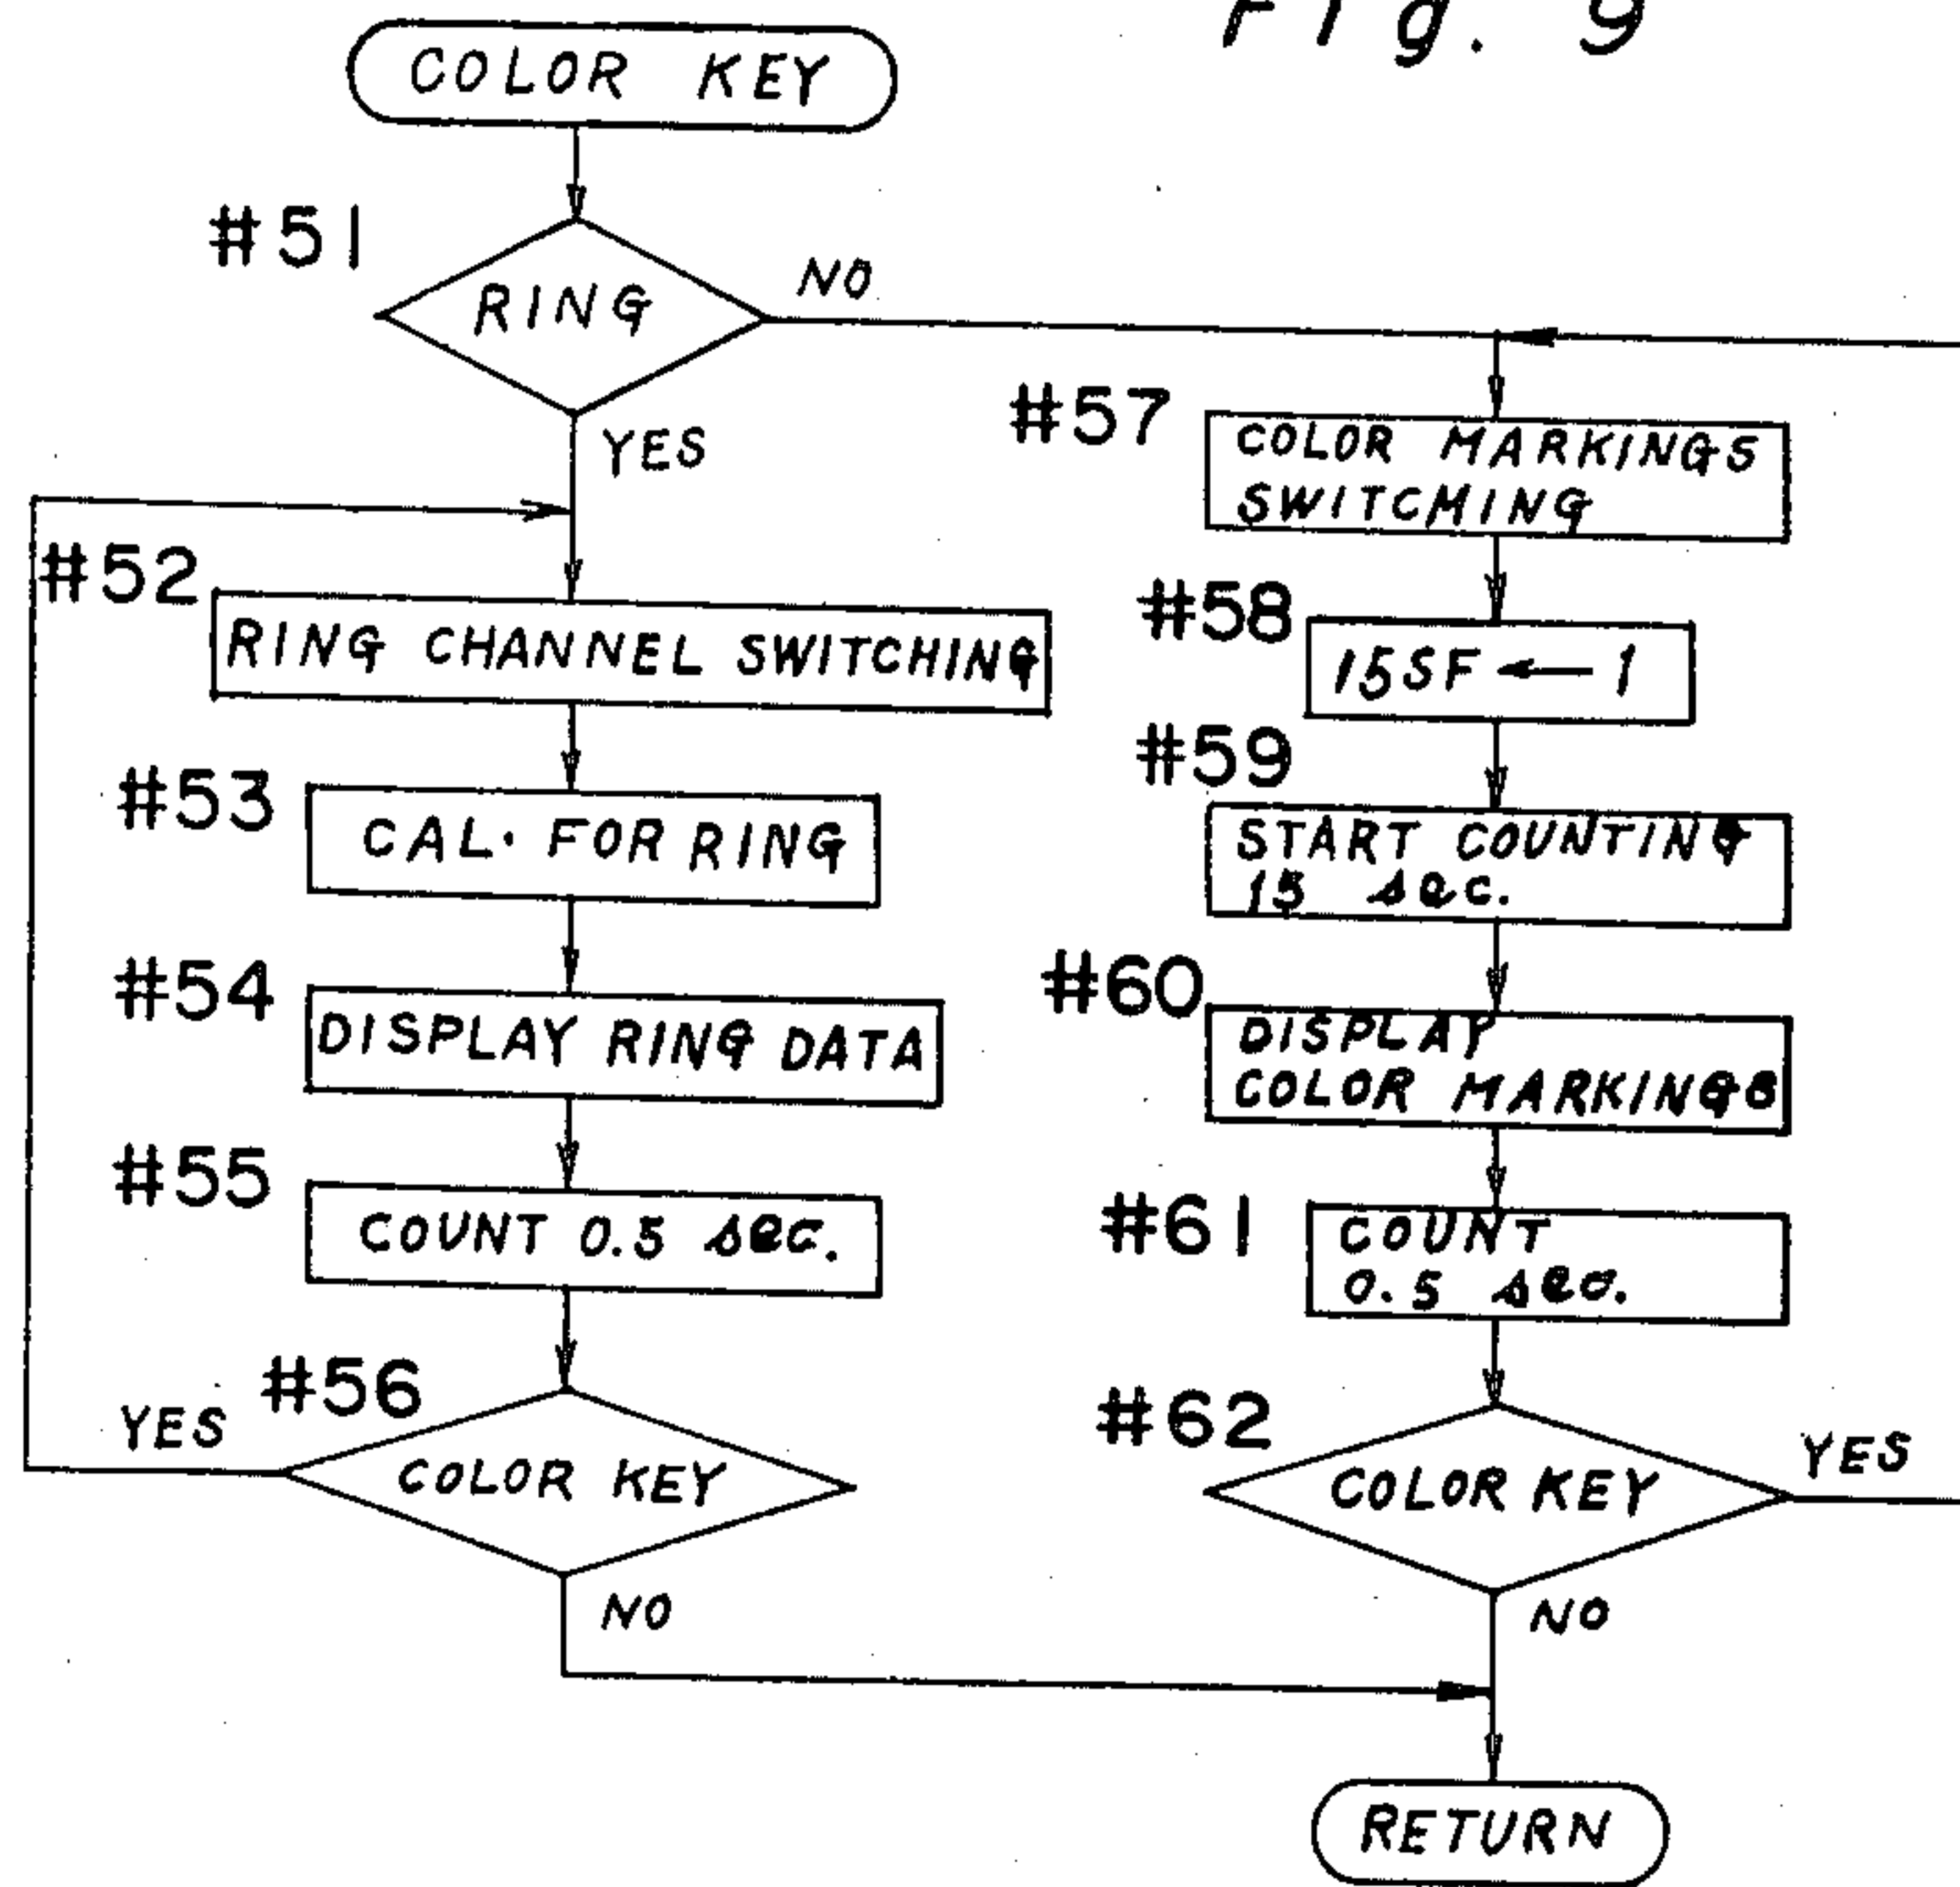 Fig. 9
COLOR KEY
#51
RING
NO
YES
#52
RING CHANNEL SWITCHING
#53
CAL. FOR RING
#54
DISPLAY RING DATA
#55
COUNT 0.5 sec.
#56
COLOR KEY
YES
NO
#57
COLOR MARKINGS
SWITCHING
#58
15SF ← 1
#59
START COUNTING
15 sec.
#60
DISPLAY
COLOR MARKINGS
#61
COUNT
0.5 sec.
#62
COLOR KEY
YES
NO
RETURN